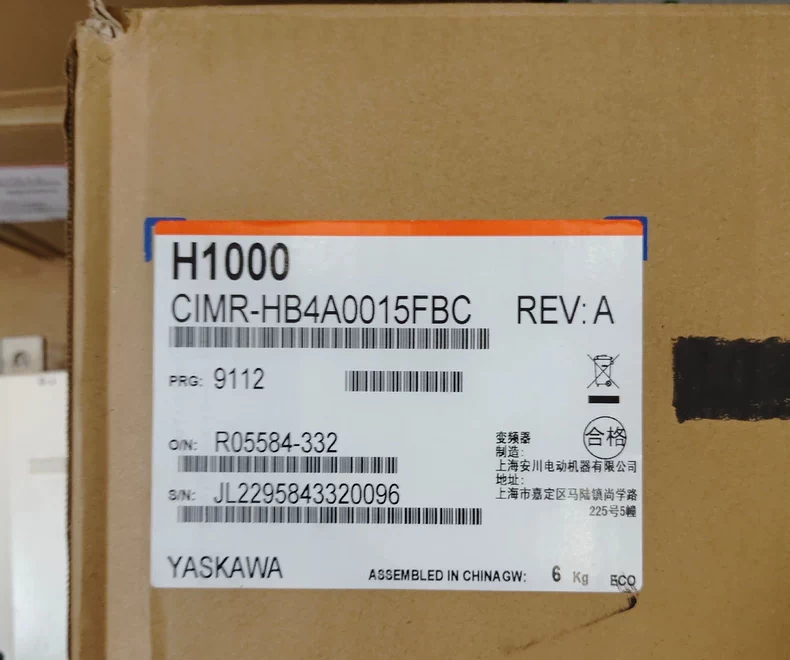 H1000
CIMR-HB4A0015FBC REV: A
PRG: 9112
O/N: R05584-332
S/N: JL2295843320096
合格
变频器
制造:
上海安川电动机器有限公司
地址:
上海市嘉定区马陆镇尚学路
225号5幢
YASKAWA ASSEMBLED IN CHINAGW: 6 Kg ECO